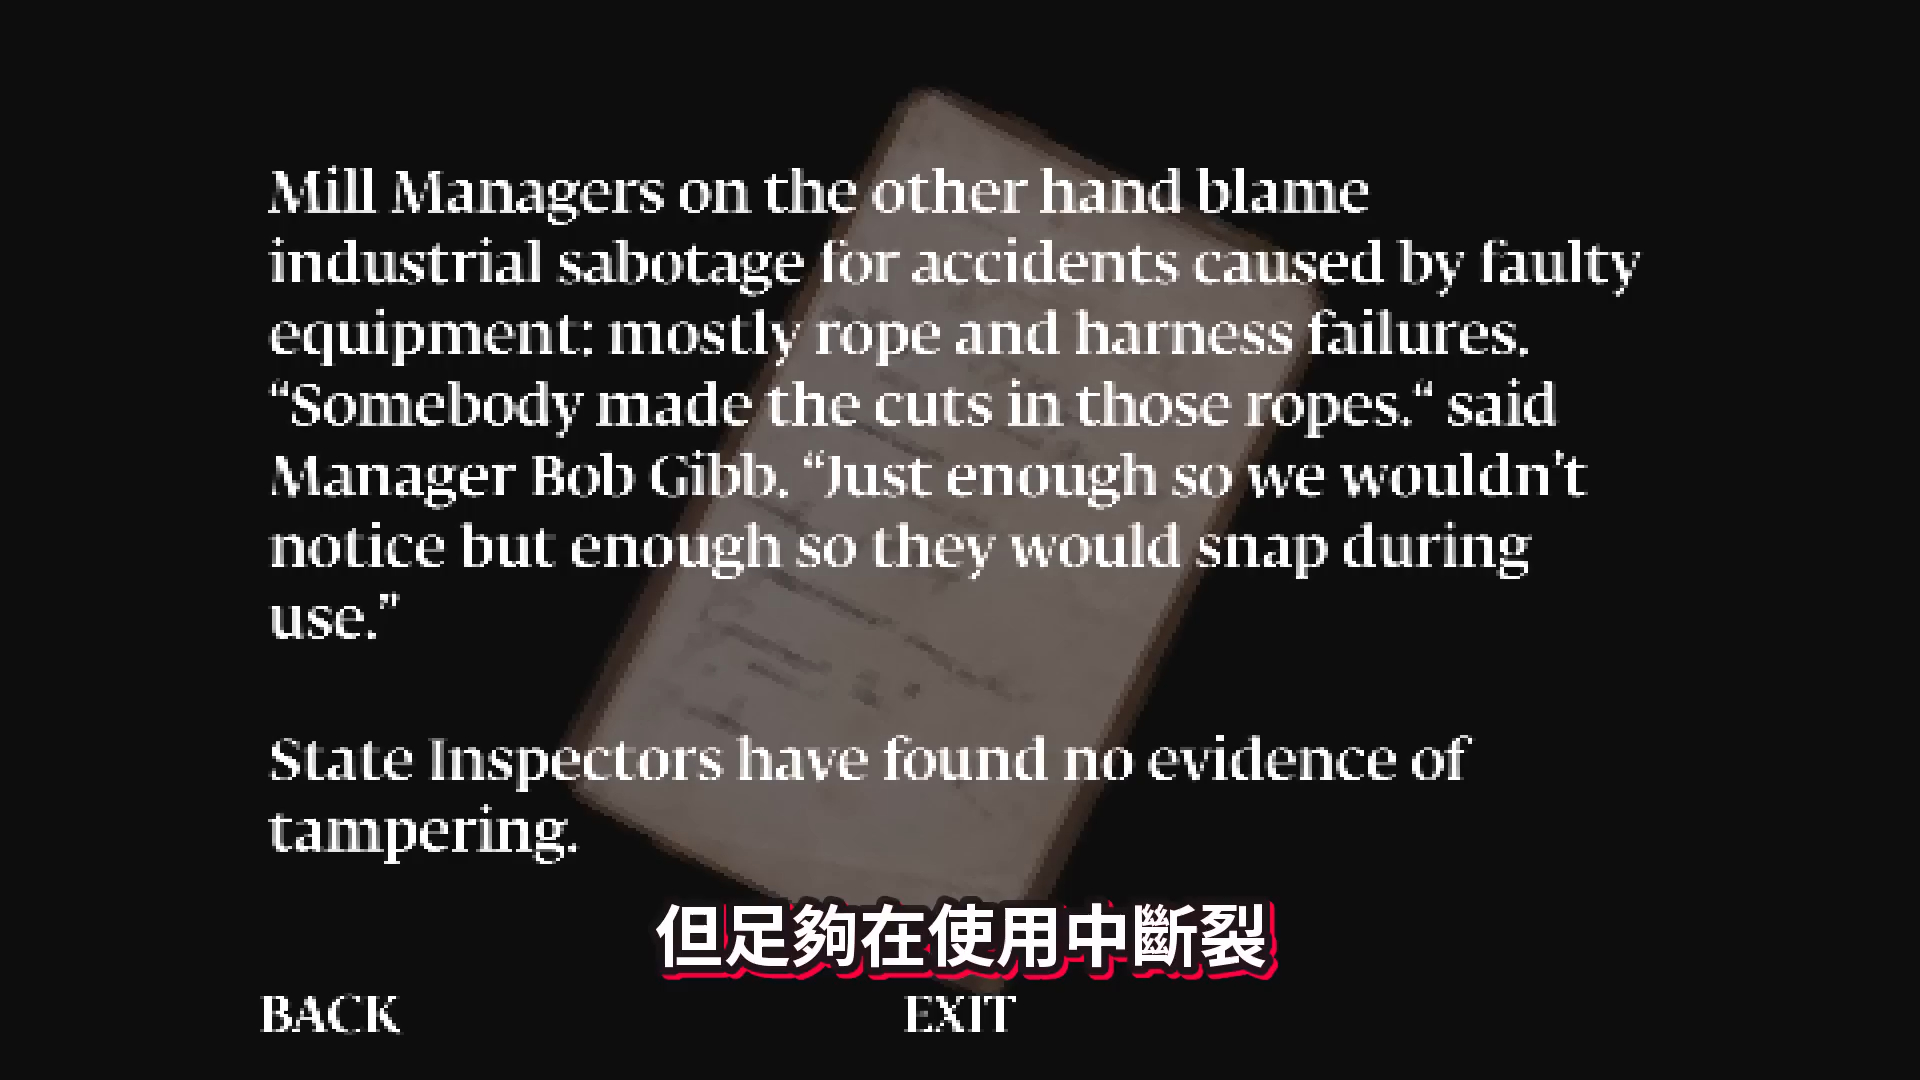 Mill Managers on the other hand blame
industrial sabotage for accidents caused by faulty
equipment: mostly rope and harness failures.
“Somebody made the cuts in those ropes.“ said
Manager Bob Gibb. “Just enough so we wouldn't
notice but enough so they would snap during
use.”
State Inspectors have found no evidence of
tampering.
但足夠在使用中斷裂
BACK
EXIT